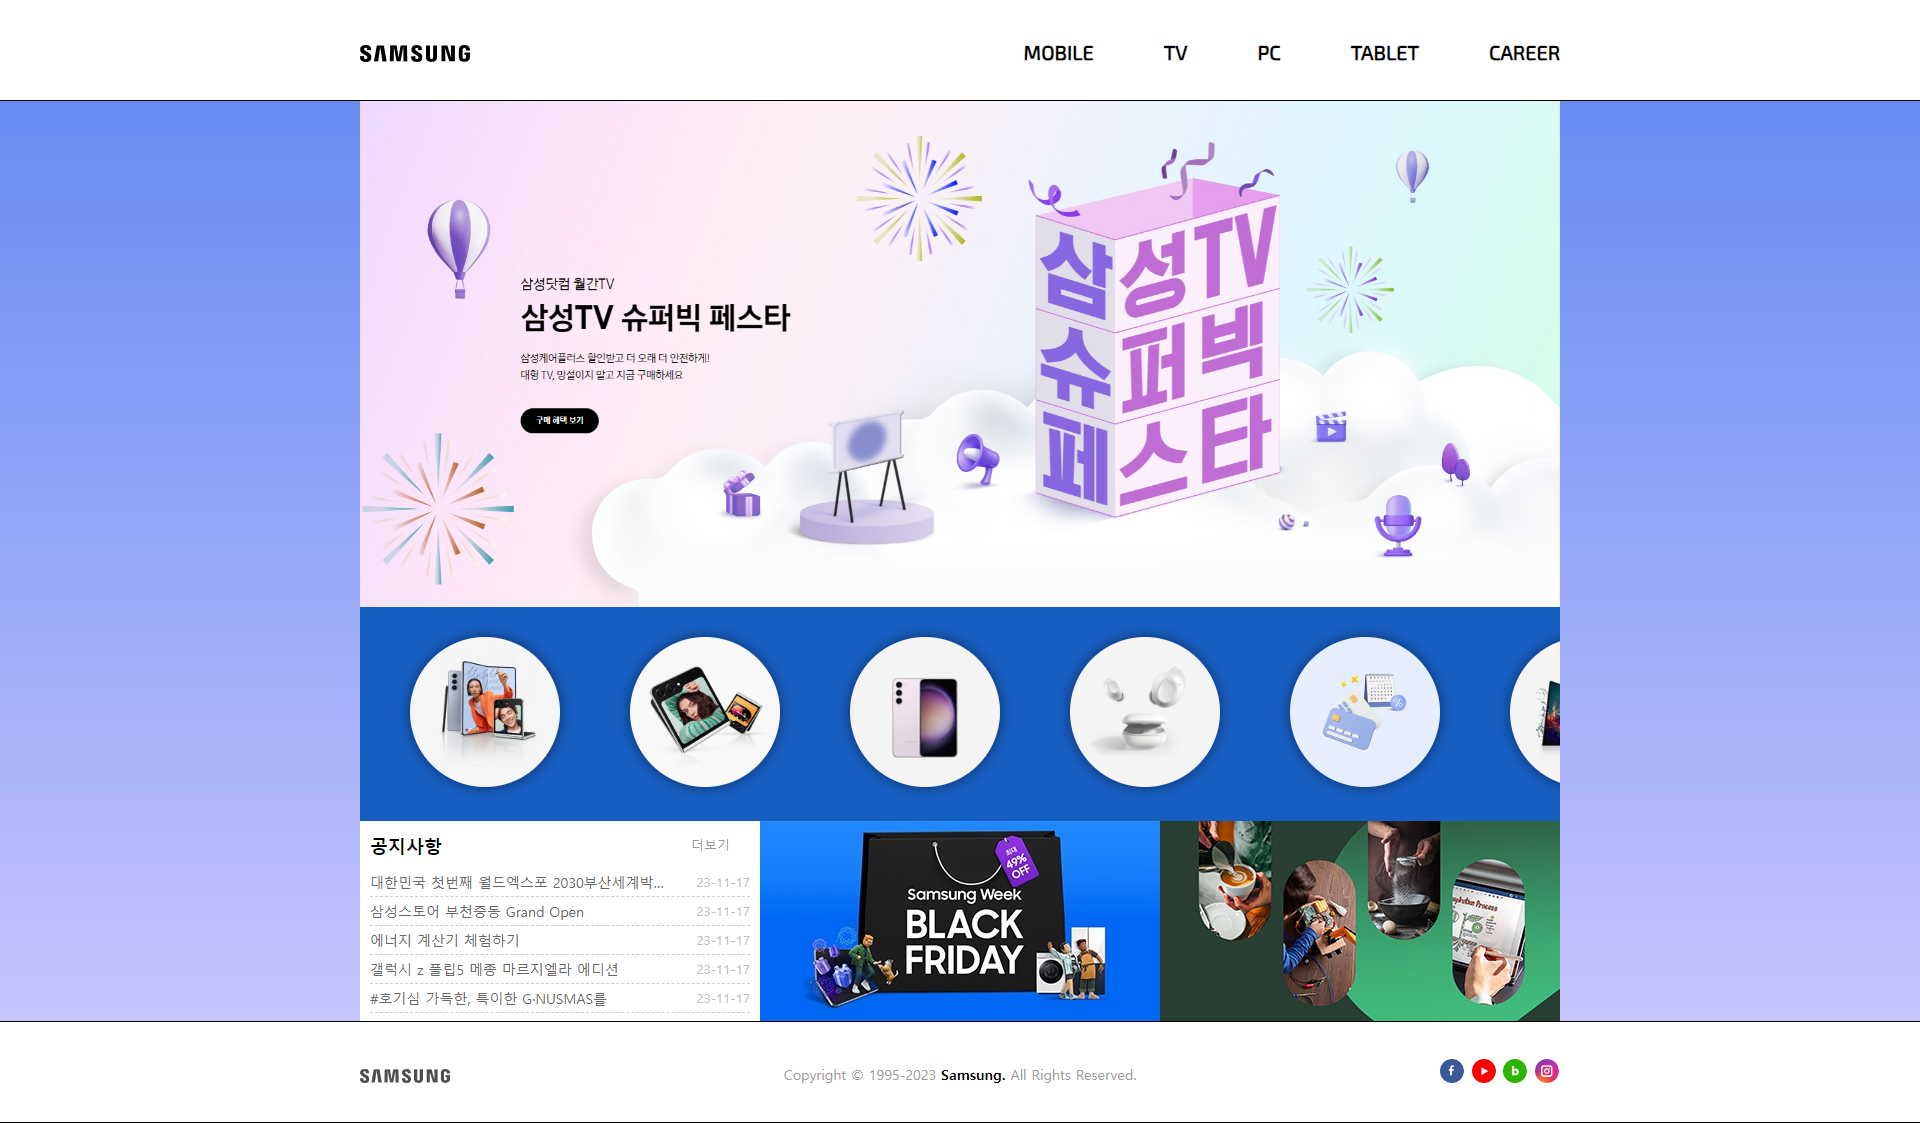 SAMSUNG
MOBILE
TV
PC
TABLET
CAREER
삼성닷컴 월간TV
삼성TV 슈퍼빅 페스타
삼성케어플러스 할인받고 더 오래 더 안전하게!
대형 TV, 망설이지 말고 지금 구매하세요
구매 혜택 보기
삼성TV
슈퍼빅
페스타
공지사항
더보기
대한민국 첫번째 월드엑스포 2030부산세계박...
23-11-17
삼성스토어 부천중동 Grand Open
23-11-17
에너지 계산기 체험하기
23-11-17
갤럭시 z 플립5 메종 마르지엘라 에디션
23-11-17
#호기심 가득한, 특이한 G·NUSMAS를
23-11-17
최대
49%
OFF
Samsung Week
BLACK
FRIDAY
SAMSUNG
Copyright © 1995-2023 Samsung. All Rights Reserved.